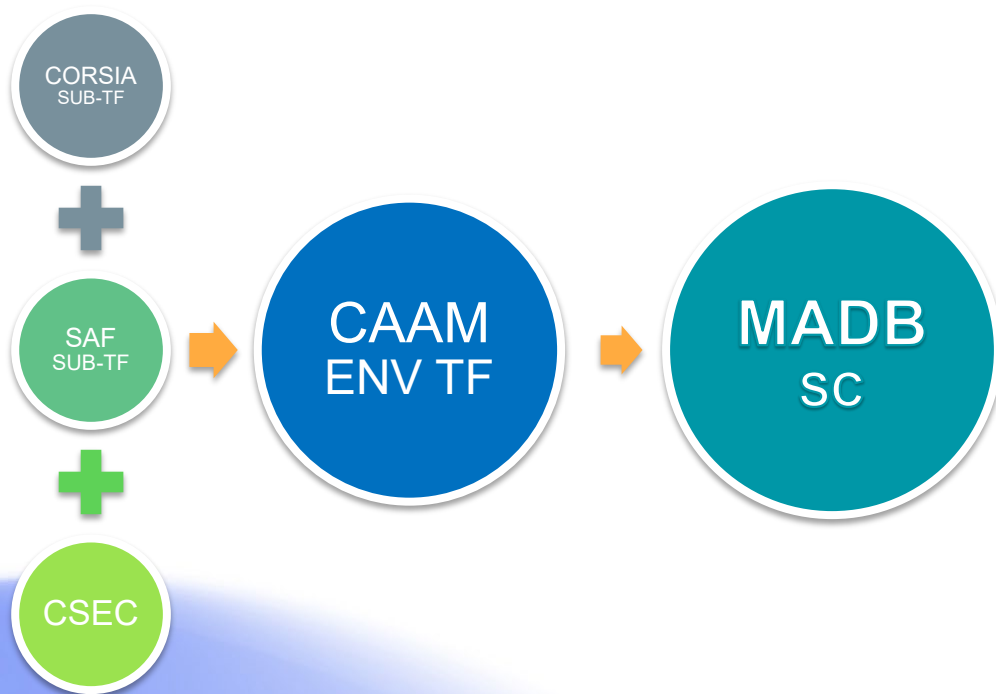 CORSIA
SUB-TF
SAF
SUB-TF
CSEC
CAAM
ENV TF
MADB
SC